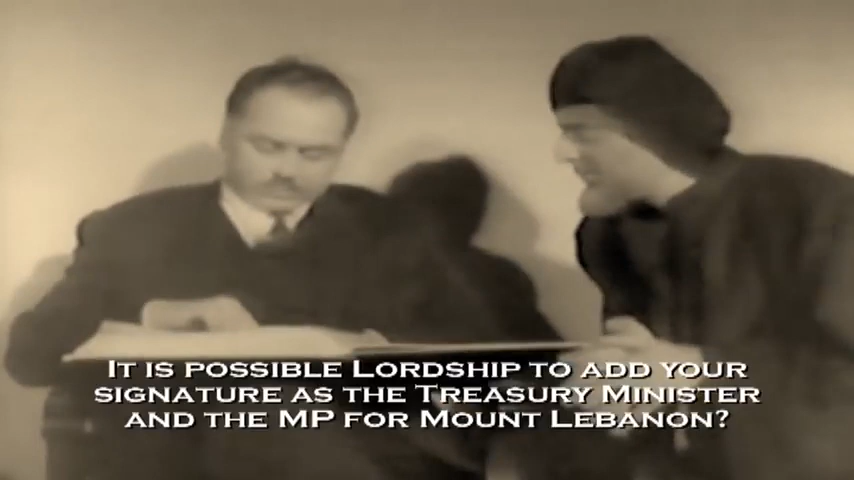 It is possible Lordship to add your
signature as the Treasury Minister
and the MP for Mount Lebanon?